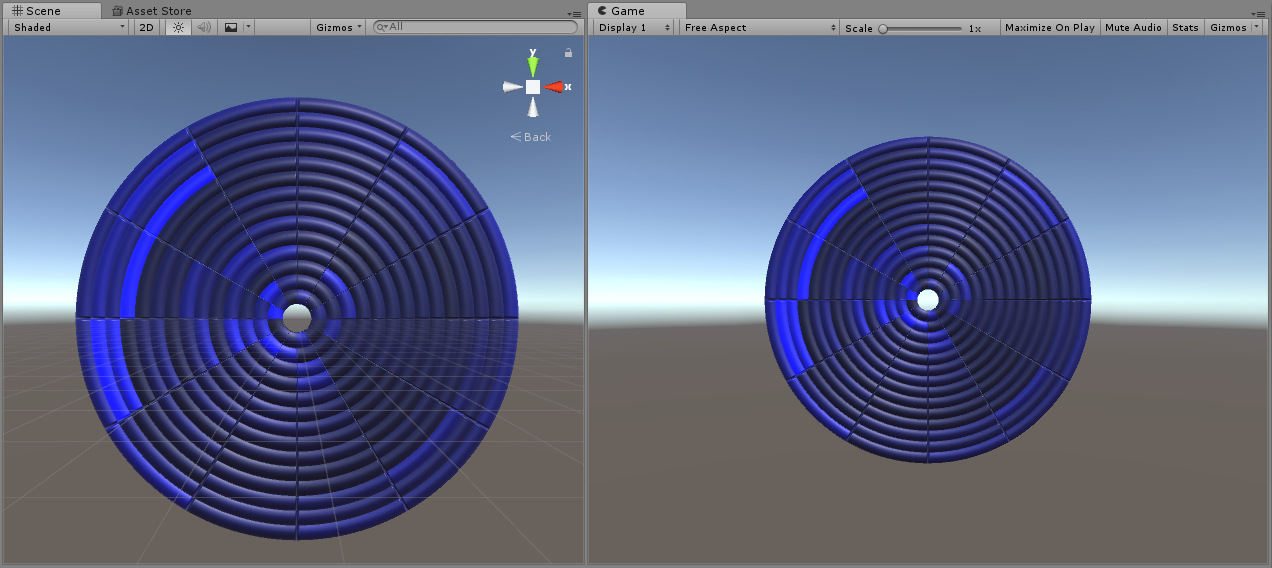 Scene Asset Store
Shaded 2D Gizmos All
y
x
Back
Game
Display 1 Free Aspect Scale 1x Maximize On Play Mute Audio Stats Gizmos